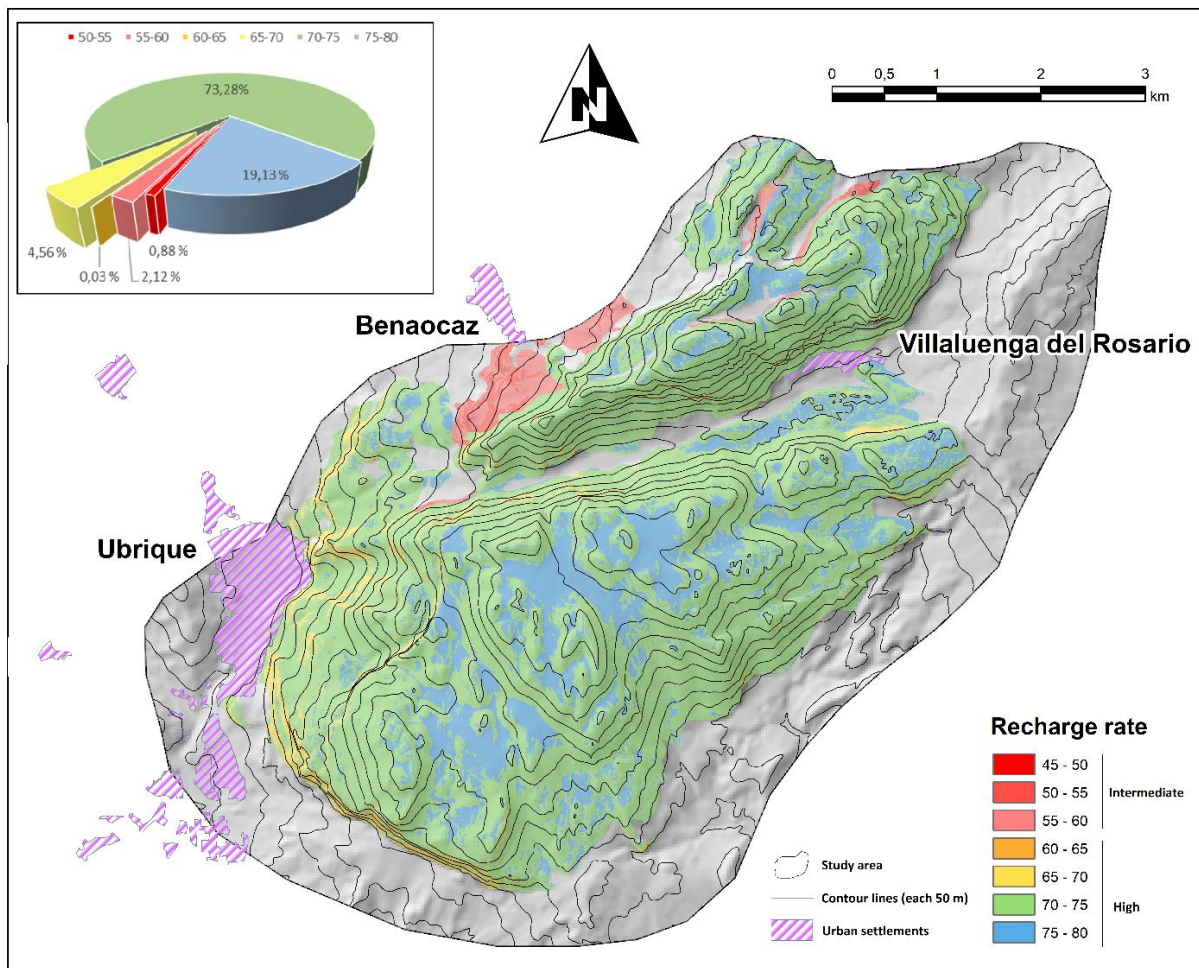 50-55 55-60 60-65 65-70 70-75 75-80
73,28%
19,13%
4,56%
0,03%
2,12%
0,88%
N
0 0,5 1 2 3
km
Benaocaz
Villaluenga del Rosario
Ubrique
Recharge rate
45 - 50
50 - 55
55 - 60
Intermediate
60 - 65
65 - 70
70 - 75
75 - 80
High
Study area
Contour lines (each 50 m)
Urban settlements